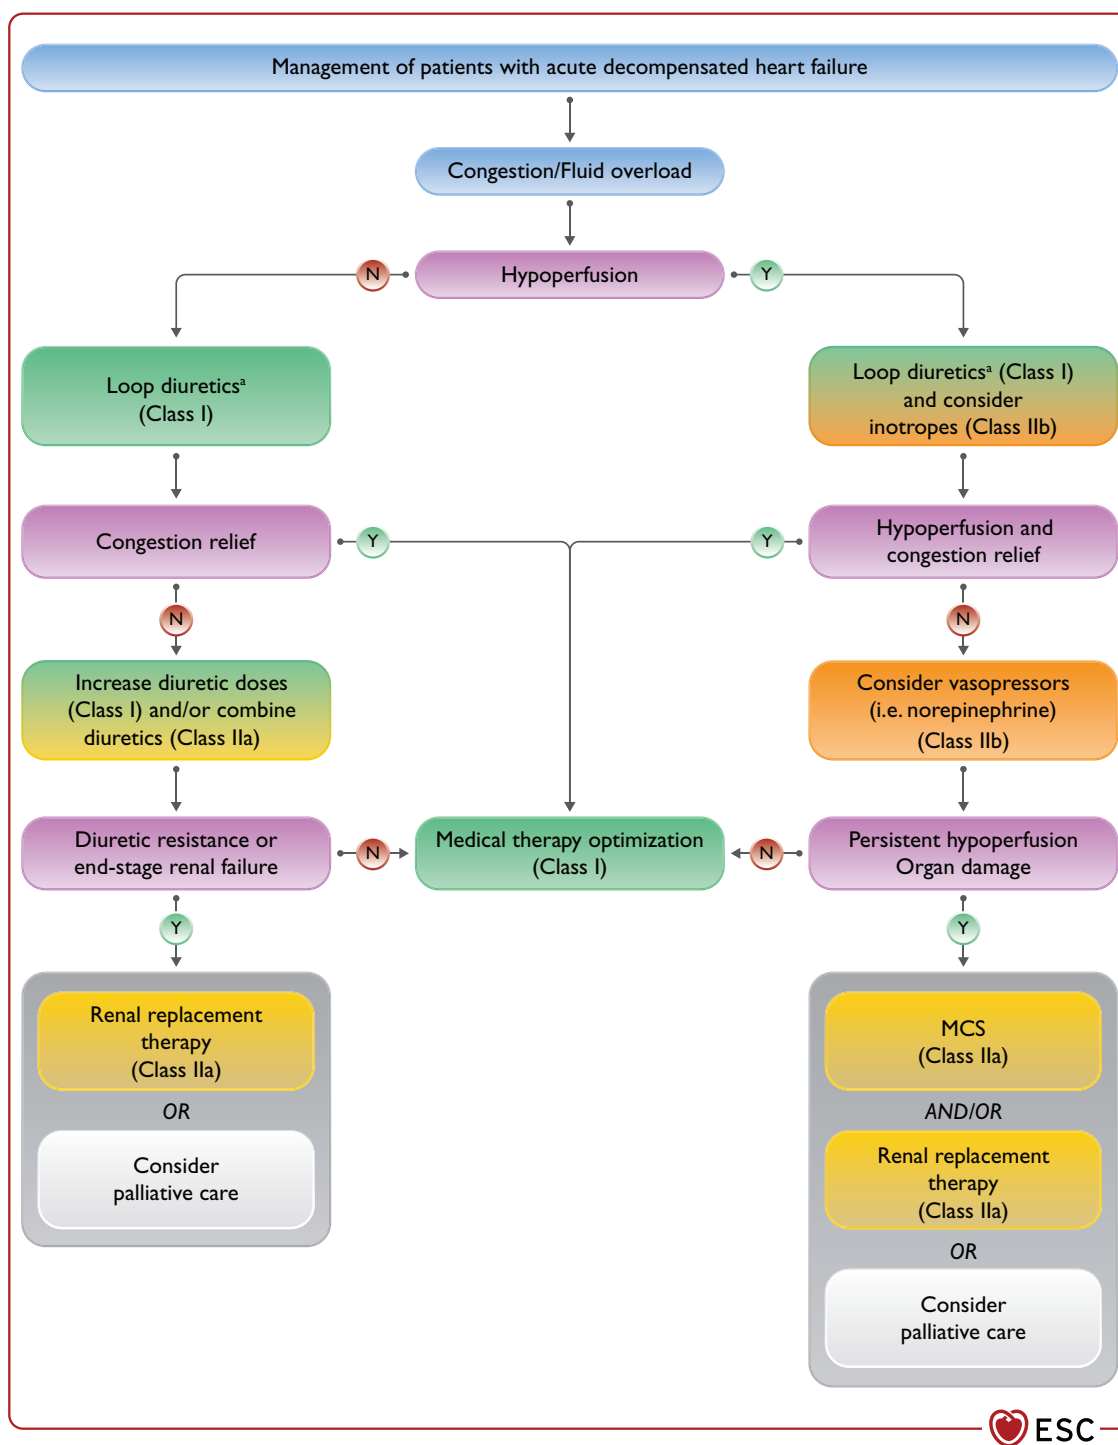 Management of patients with acute decompensated heart failure
Congestion/Fluid overload
Hypoperfusion
N
Y
Loop diureticsᵃ
(Class I)
Loop diureticsᵃ (Class I)
and consider
inotropes (Class IIb)
Congestion relief
Y
Y
Hypoperfusion and
congestion relief
N
N
Increase diuretic doses
(Class I) and/or combine
diuretics (Class IIa)
Consider vasopressors
(i.e. norepinephrine)
(Class IIb)
Diuretic resistance or
end-stage renal failure
N
Medical therapy optimization
(Class I)
N
Persistent hypoperfusion
Organ damage
Y
Y
Renal replacement
therapy
(Class IIa)
OR
Consider
palliative care
MCS
(Class IIa)
AND/OR
Renal replacement
therapy
(Class IIa)
OR
Consider
palliative care
ESC